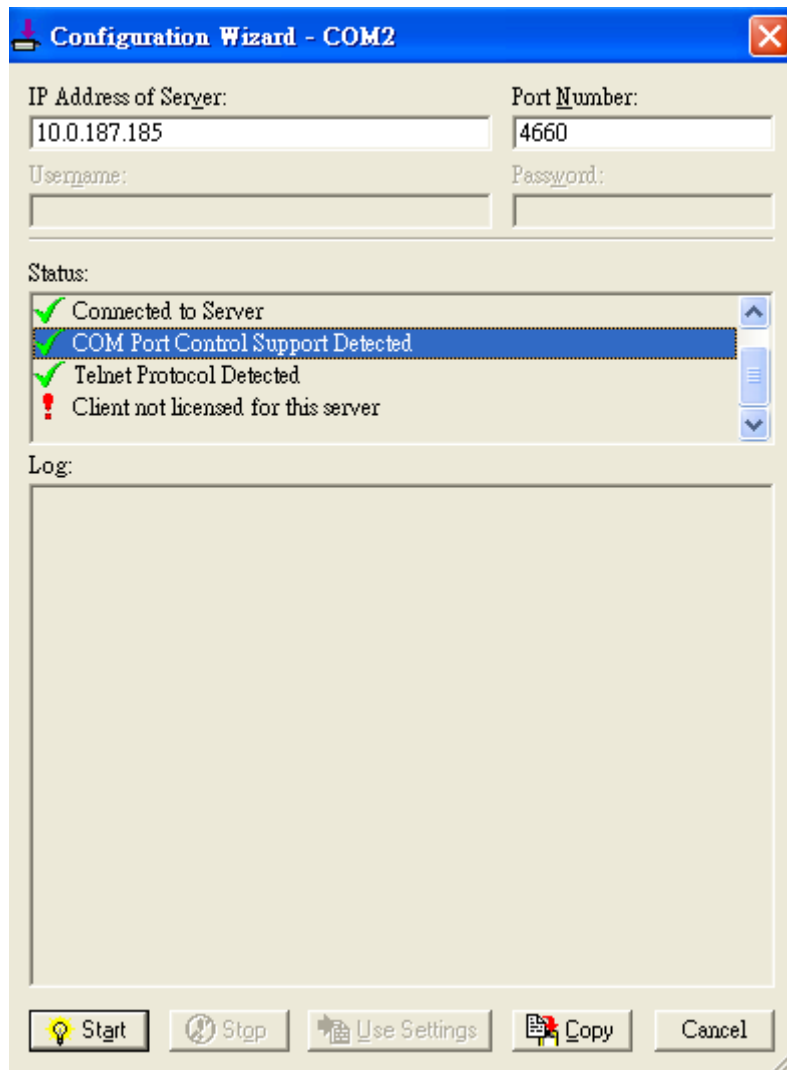 Configuration Wizard - COM2
IP Address of Server: Port Number:
10.0.187.185 4660
Username: Password:
Status:
Connected to Server
COM Port Control Support Detected
Telnet Protocol Detected
Client not licensed for this server
Log:
Start Stop Use Settings Copy Cancel